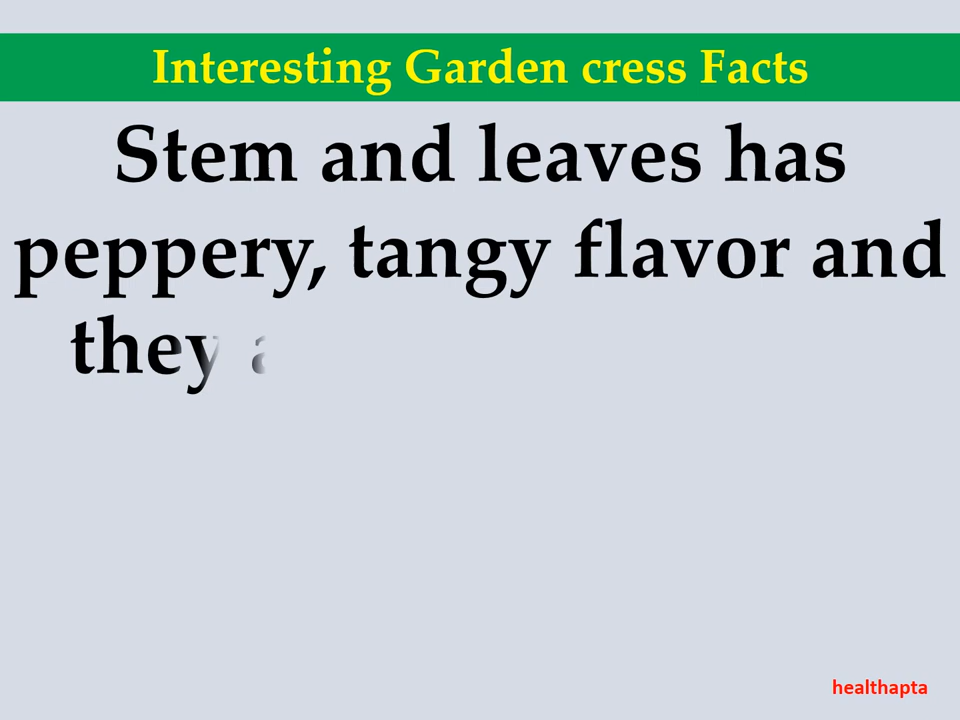 Interesting Garden cress Facts
Stem and leaves has
peppery, tangy flavor and
they
healthapta